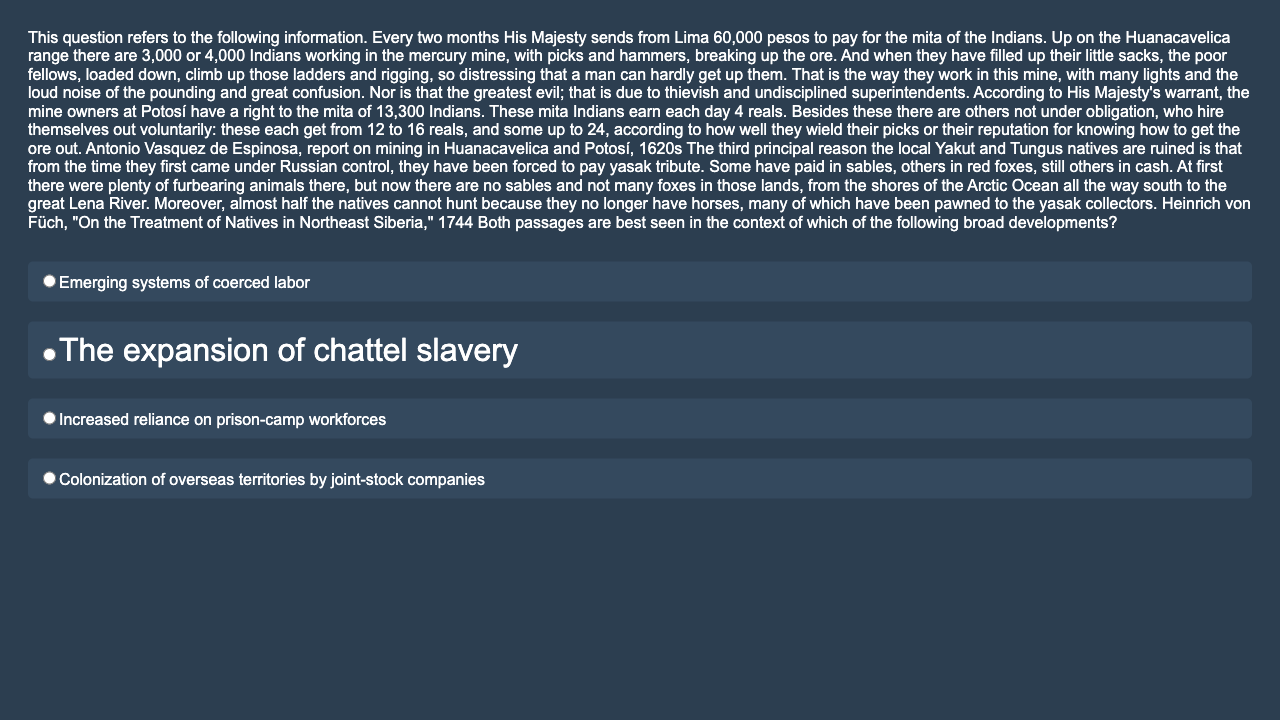 This question refers to the following information. Every two months His Majesty sends from Lima 60,000 pesos to pay for the mita of the Indians. Up on the Huanacavelica
range there are 3,000 or 4,000 Indians working in the mercury mine, with picks and hammers, breaking up the ore. And when they have filled up their little sacks, the poor
fellows, loaded down, climb up those ladders and rigging, so distressing that a man can hardly get up them. That is the way they work in this mine, with many lights and the
loud noise of the pounding and great confusion. Nor is that the greatest evil; that is due to thievish and undisciplined superintendents. According to His Majesty's warrant, the
mine owners at Potosí have a right to the mita of 13,300 Indians. These mita Indians earn each day 4 reals. Besides these there are others not under obligation, who hire
themselves out voluntarily: these each get from 12 to 16 reals, and some up to 24, according to how well they wield their picks or their reputation for knowing how to get the
ore out. Antonio Vasquez de Espinosa, report on mining in Huanacavelica and Potosí, 1620s The third principal reason the local Yakut and Tungus natives are ruined is that
from the time they first came under Russian control, they have been forced to pay yasak tribute. Some have paid in sables, others in red foxes, still others in cash. At first
there were plenty of furbearing animals there, but now there are no sables and not many foxes in those lands, from the shores of the Arctic Ocean all the way south to the
great Lena River. Moreover, almost half the natives cannot hunt because they no longer have horses, many of which have been pawned to the yasak collectors. Heinrich von
Füch, "On the Treatment of Natives in Northeast Siberia," 1744 Both passages are best seen in the context of which of the following broad developments?
Emerging systems of coerced labor
The expansion of chattel slavery
Increased reliance on prison-camp workforces
Colonization of overseas territories by joint-stock companies